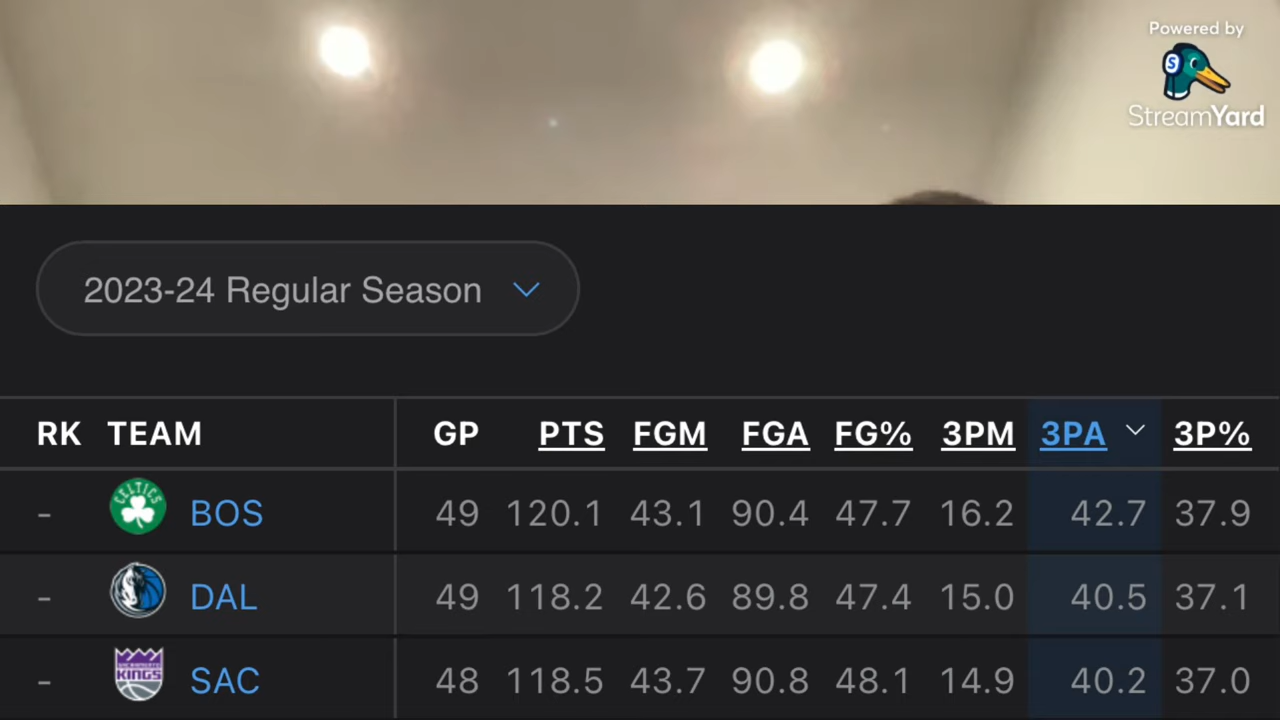 Powered by
StreamYard
2023-24 Regular Season
RK TEAM GP PTS FGM FGA FG% 3PM 3PA 3P%
- CELTICS BOS 49 120.1 43.1 90.4 47.7 16.2 42.7 37.9
- DAL 49 118.2 42.6 89.8 47.4 15.0 40.5 37.1
- SACRAMENTO KINGS SAC 48 118.5 43.7 90.8 48.1 14.9 40.2 37.0